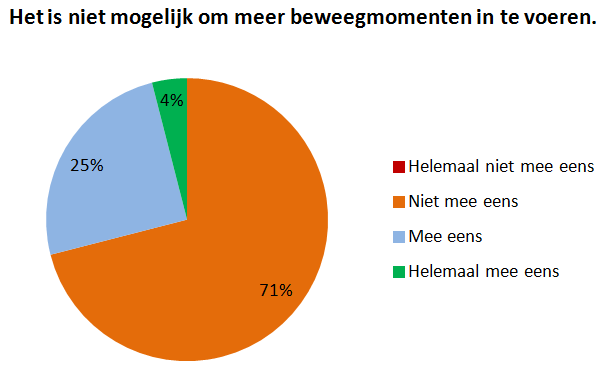 Het is niet mogelijk om meer beweegmomenten in te voeren.
4%
25%
71%
Helemaal niet mee eens
Niet mee eens
Mee eens
Helemaal mee eens